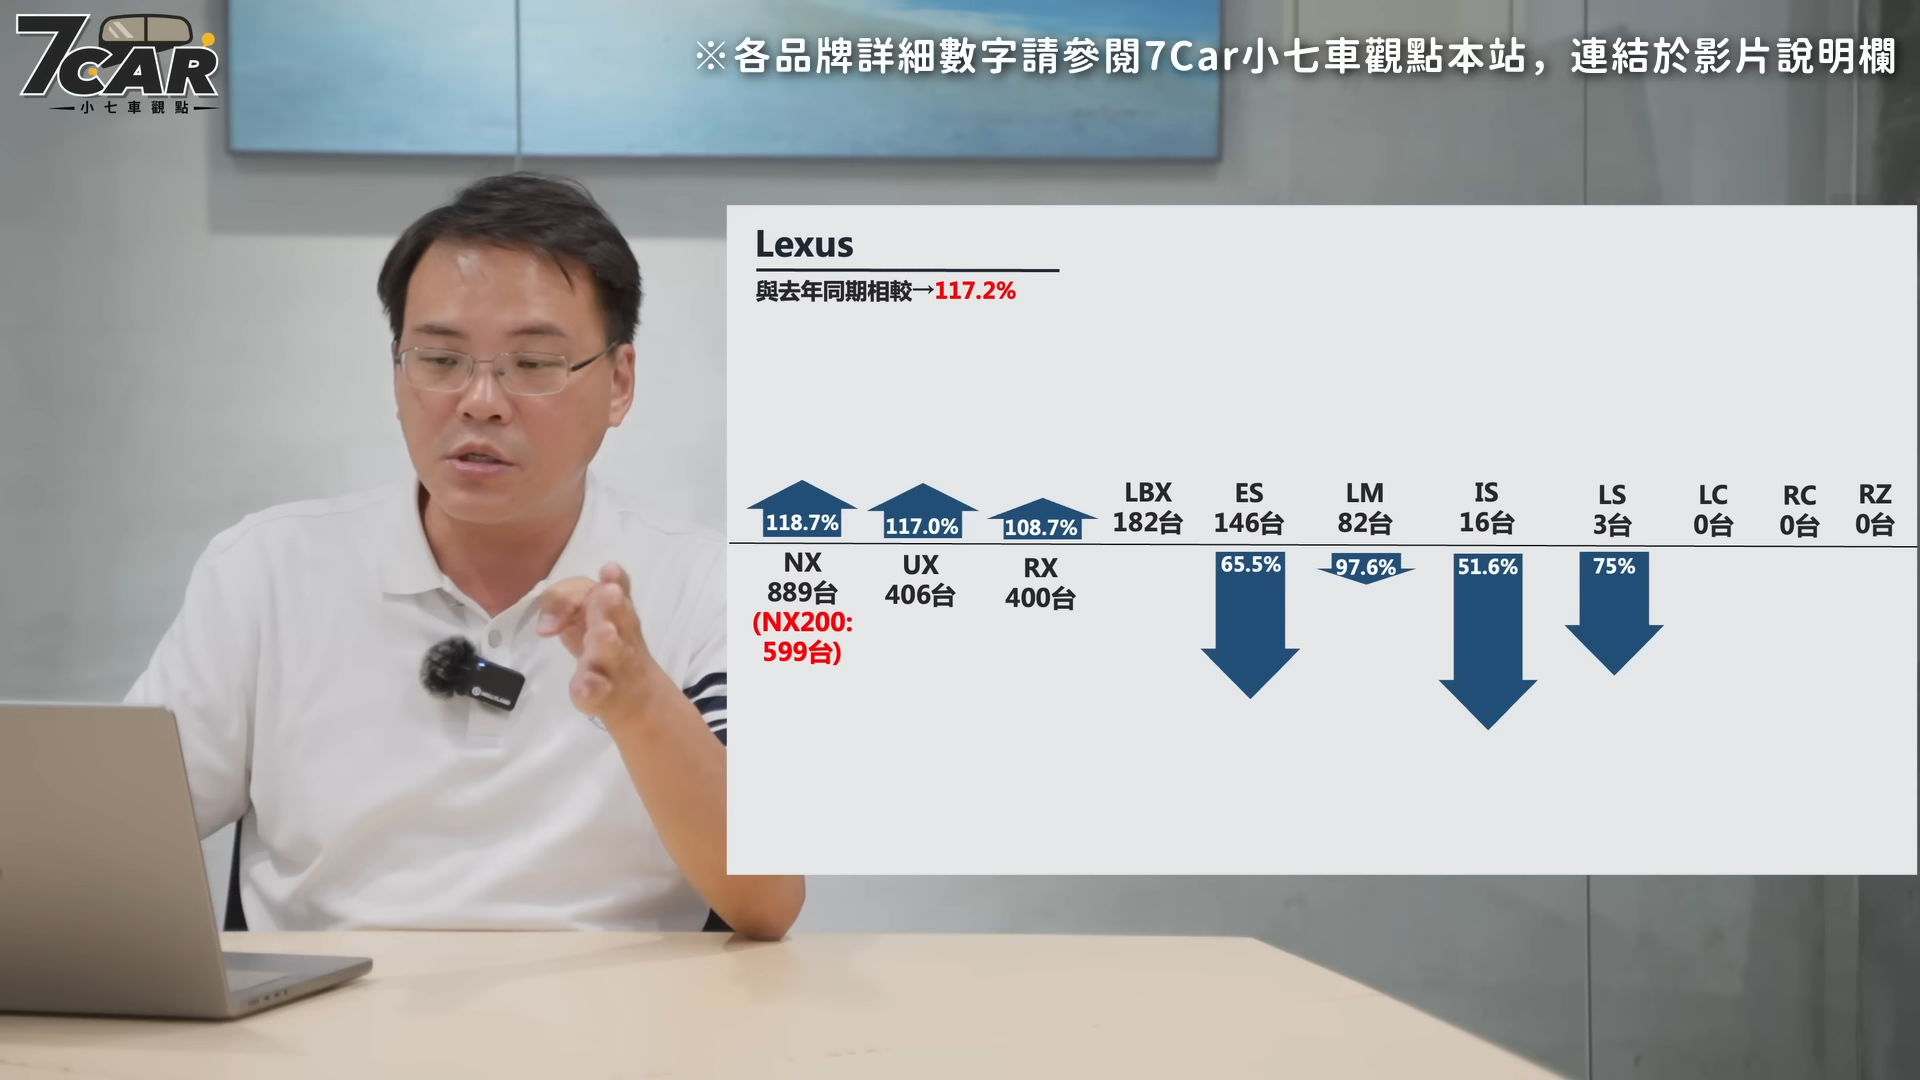 7CAR
小七車觀點
※各品牌詳細數字請參閱7Car小七車觀點本站，連結於影片說明欄
Lexus
與去年同期相較→117.2%
118.7%
NX
889台
(NX200:
599台)
117.0%
UX
406台
108.7%
RX
400台
LBX
182台
ES
146台
65.5%
LM
82台
97.6%
IS
16台
51.6%
LS
3台
75%
LC
0台
RC
0台
RZ
0台